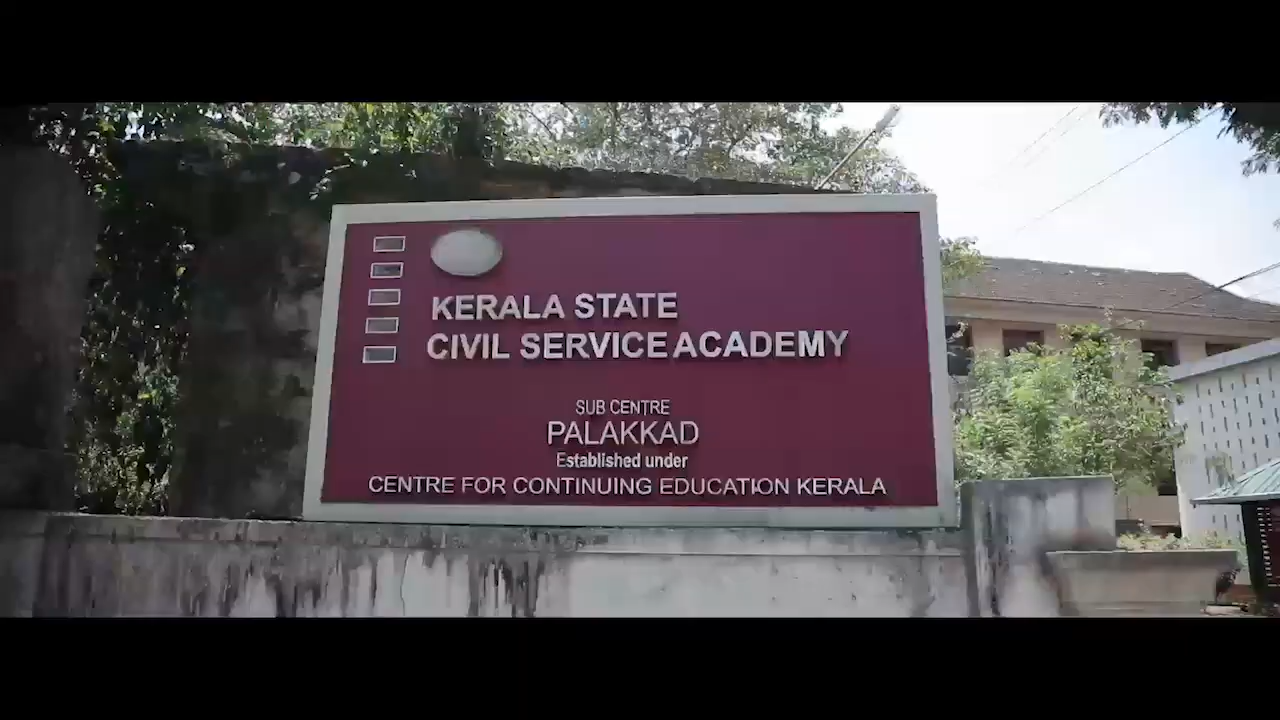 KERALA STATE
CIVIL SERVICE ACADEMY
SUB CENTRE
PALAKKAD
Established under
CENTRE FOR CONTINUING EDUCATION KERALA